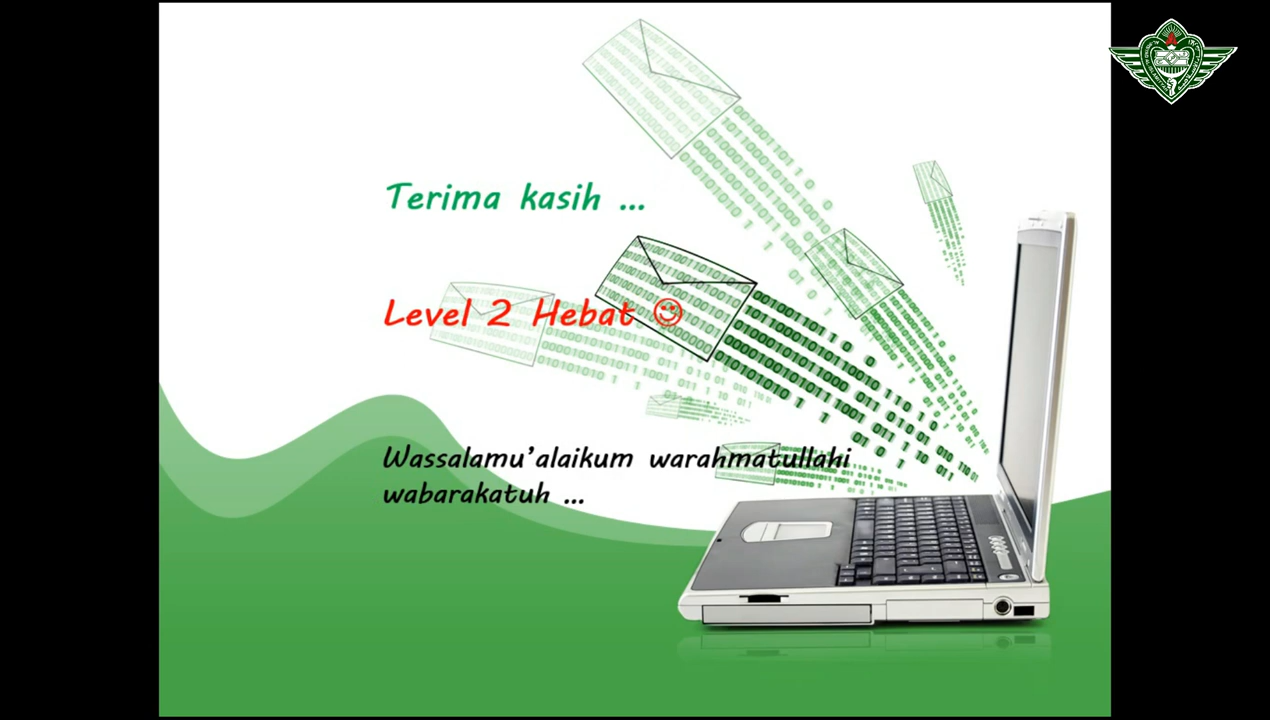 Terima kasih ...
Level 2 Hebat 😍
Wassalamu'alaikum warahmatullahi
wabarakatuh ...